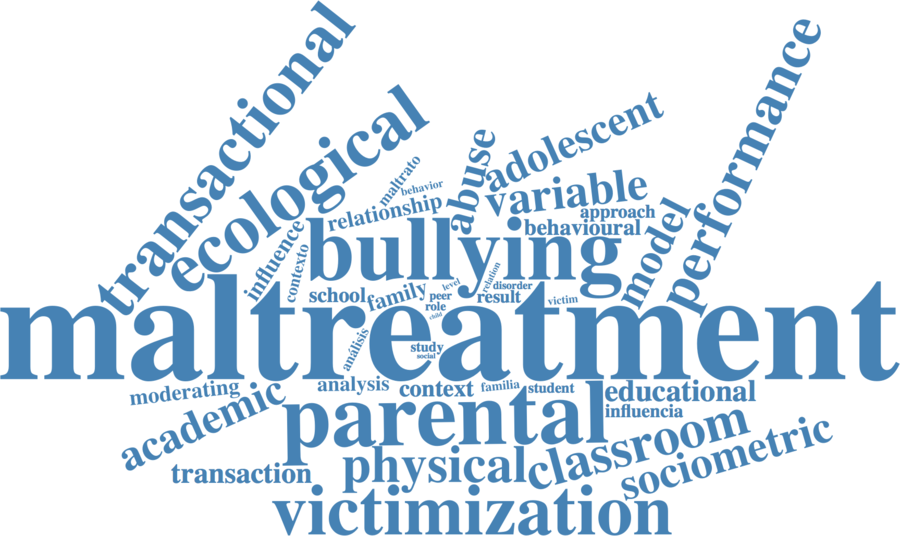 transactional
ecological
performance
adolescent
abuse
maltrato
behavior
variable
relationship
approach
behavioural
influence
contexto
bullying
model
relation
level
disorder
school
family
peer
result
victim
role
child
maltreatment
análisis
study
social
moderating
analysis
context
familia
student
educational
academic
parental
influencia
classroom
sociometric
transaction
physical
victimization